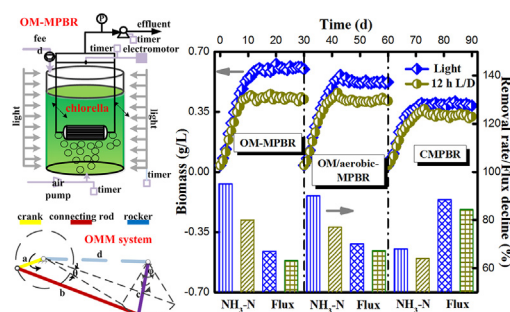 OM-MPBR
P
effluent
timer
fee
d
timer
electromotor
chlorella
light
light
air
pump
timer
timer
crank
connecting rod
rocker
OMM system
a
d
b
c
Time (d)
0 10 20 30 40 50 60 70 80 90
Light
12 h L/D
OM-MPBR
OM/aerobic-
MPBR
CMPBR
Biomass (g/L)
0.70
0.35
0.00
-0.35
-0.70
Removal rate/Flux
decline (%)
140
120
100
80
60
NH3-N Flux NH3-N Flux NH3-N Flux